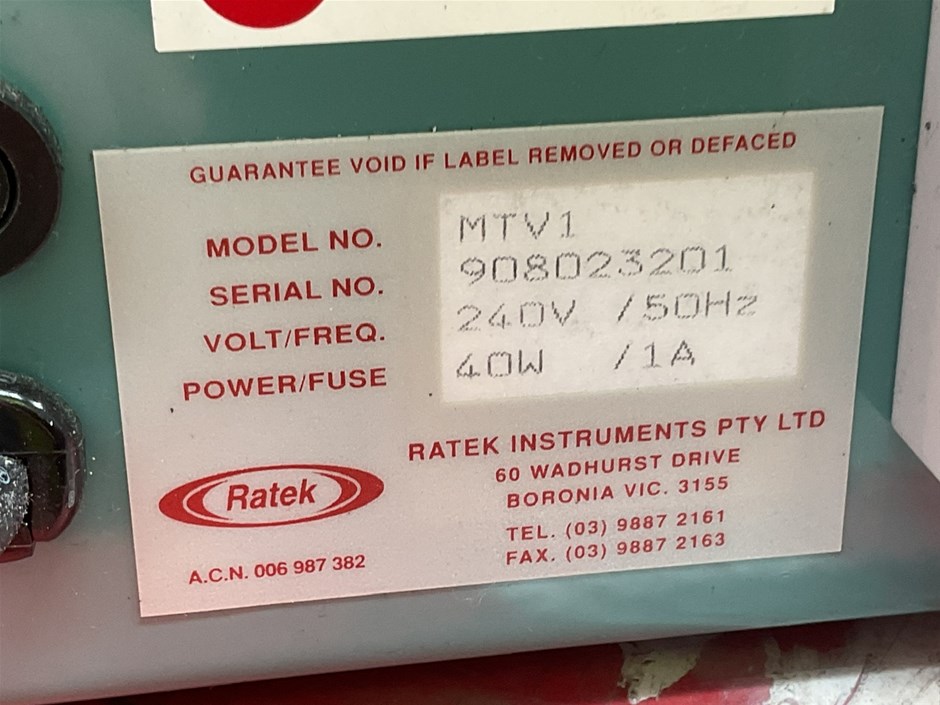 GUARANTEE VOID IF LABEL REMOVED OR DEFACED
MODEL NO. MTV1
SERIAL NO. 908023201
VOLT/FREQ. 240V /50Hz
POWER/FUSE 40W /1A
RATEK INSTRUMENTS PTY LTD
60 WADHURST DRIVE
BORONIA VIC. 3155
TEL. (03) 9887 2161
FAX. (03) 9887 2163
Ratek
A.C.N. 006 987 382